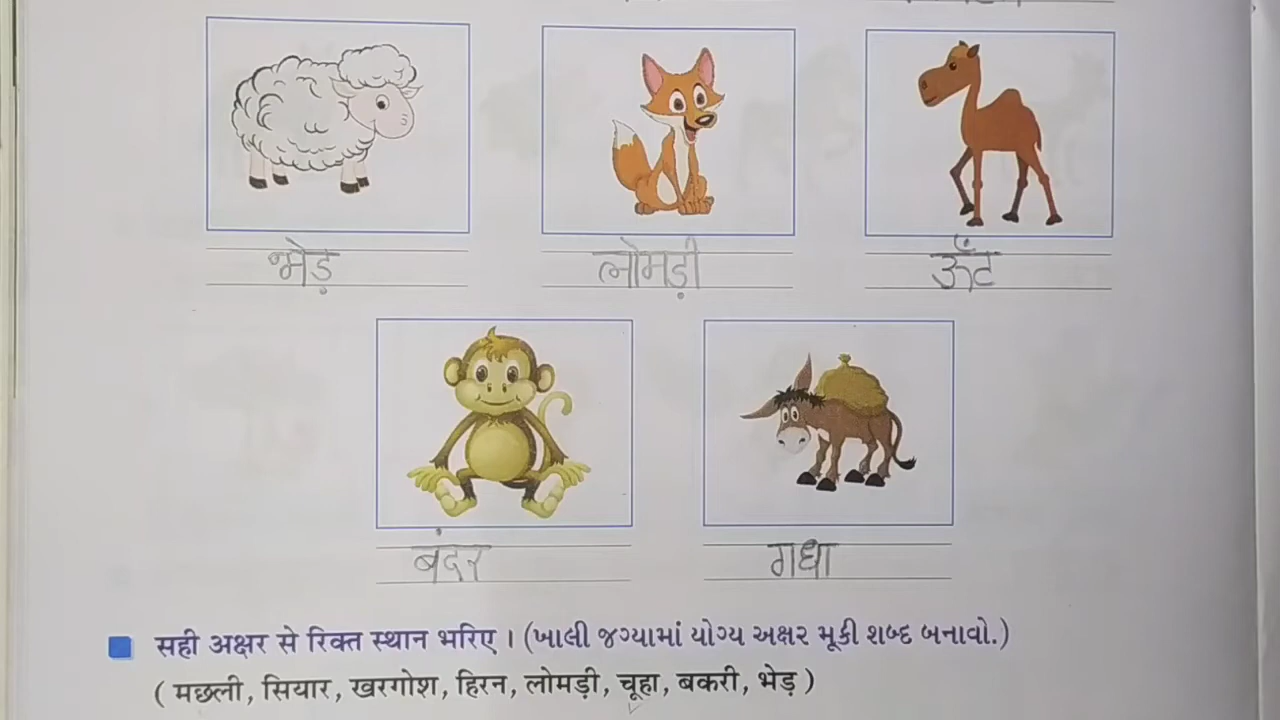 भेड़ लोमड़ी ऊँट
बंदर गधा
सही अक्षर से रिक्त स्थान भरिए । (ખાલી જગ્યામાં યોગ્ય અક્ષર મૂકી શબ્દ બનાવો.)
( मछली, सियार, खरगोश, हिरन, लोमड़ी, चूहा, बकरी, भेड़ )